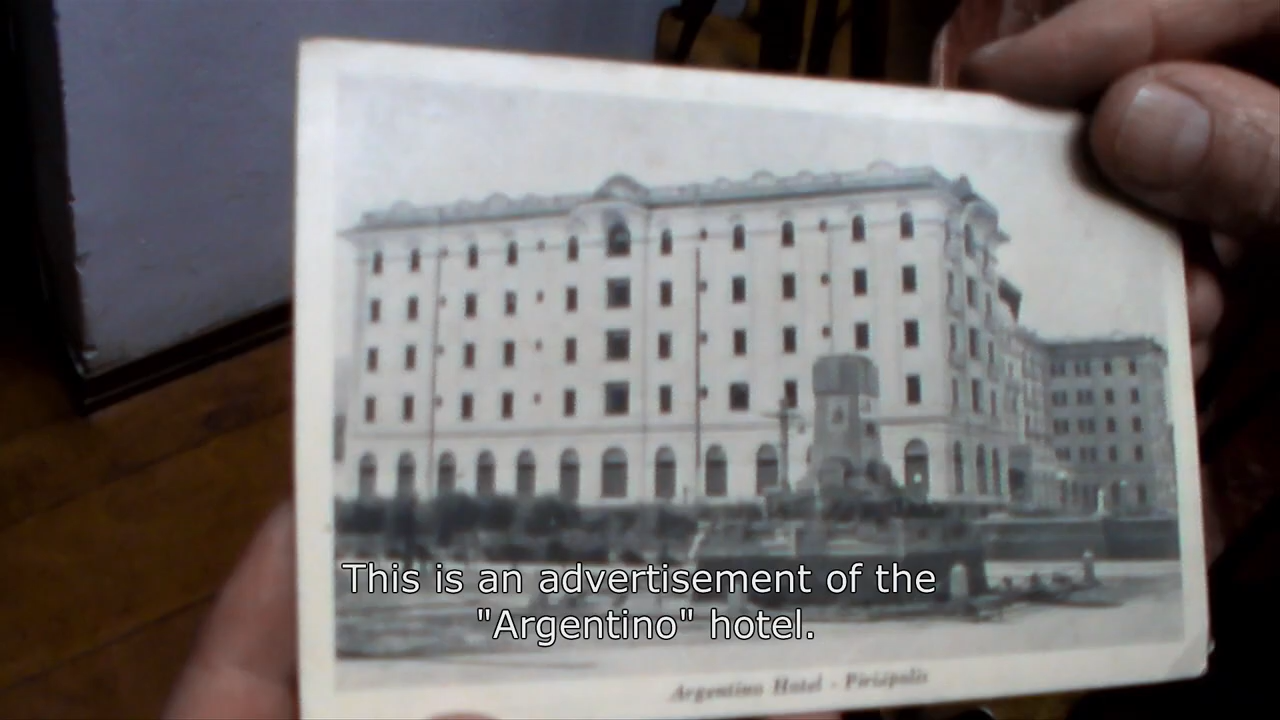 This is an advertisement of the
"Argentino" hotel.
Argentino Hotel - Piriápolis